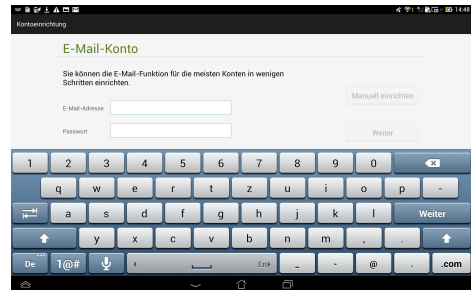 14:48
Kontoeinrichtung
E-Mail-Konto
Sie können die E-Mail-Funktion für die meisten Konten in wenigen
Schritten einrichten.
Manuell einrichten
E-Mail-Adresse
Passwort
Weiter
1 2 3 4 5 6 7 8 9 0
q w e r t z u i o p -
a s d f g h j k l Weiter
y x c v b n m , .
De 1@# En _ - @ . .com